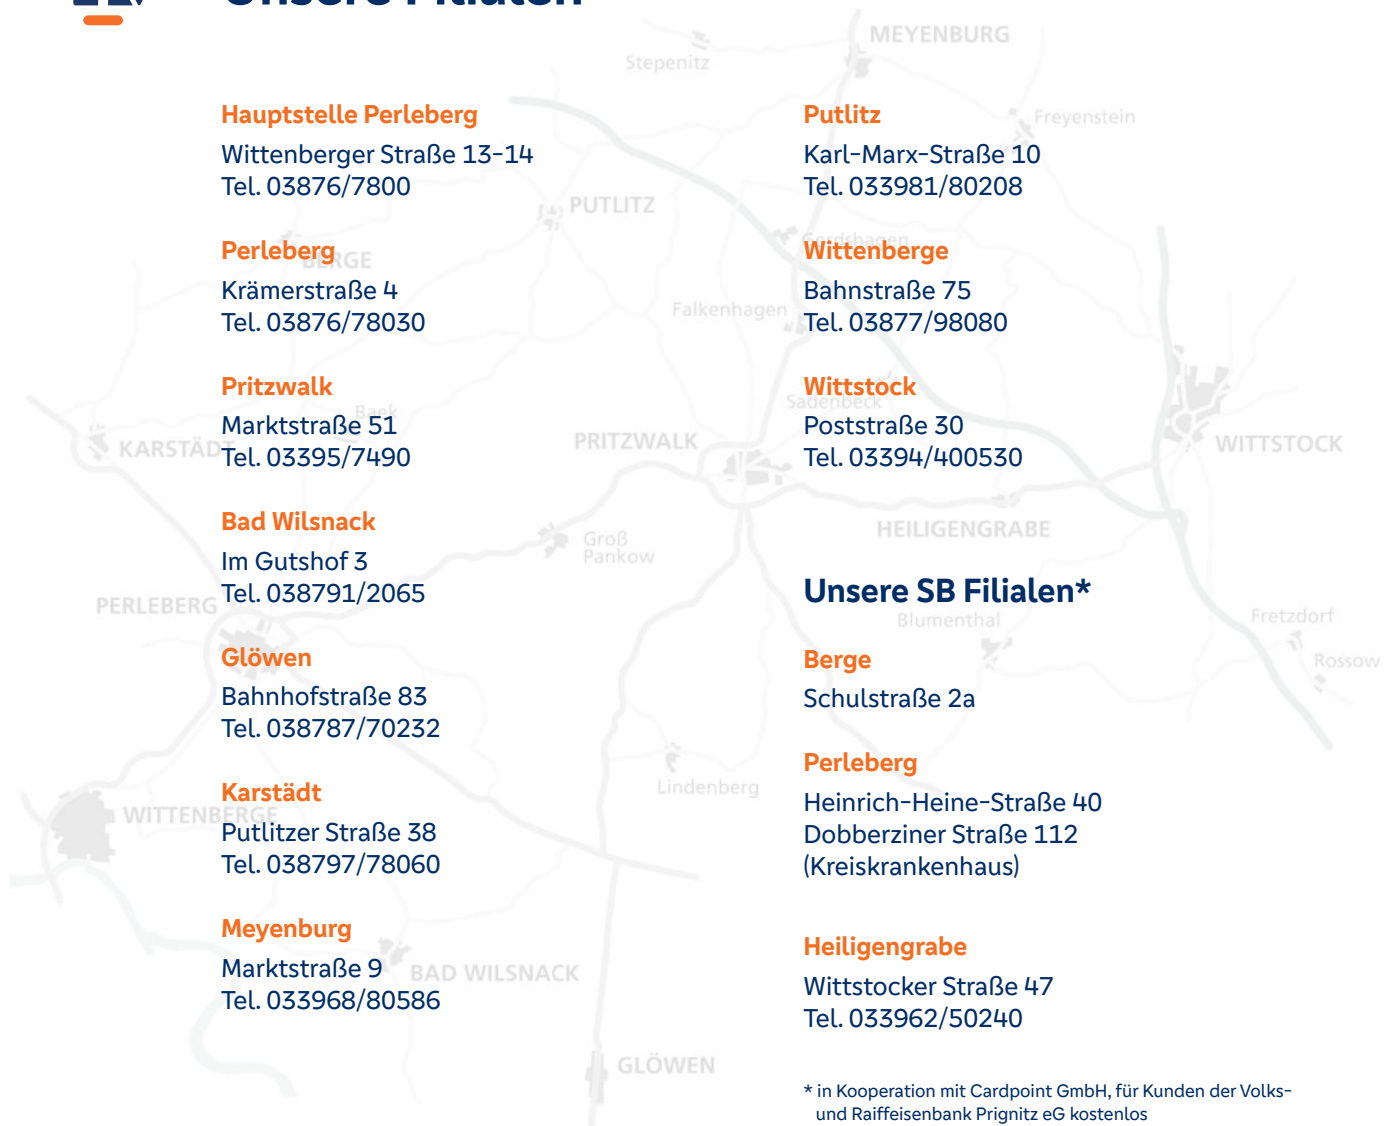 Unsere Filialen
Hauptstelle Perleberg
Wittenberger Straße 13-14
Tel. 03876/7800
Perleberg
Krämerstraße 4
Tel. 03876/78030
Pritzwalk
Marktstraße 51
Tel. 03395/7490
Bad Wilsnack
Im Gutshof 3
Tel. 038791/2065
Glöwen
Bahnhofstraße 83
Tel. 038787/70232
Karstädt
Putlitzer Straße 38
Tel. 038797/78060
Meyenburg
Marktstraße 9
Tel. 033968/80586
Putlitz
Karl-Marx-Straße 10
Tel. 033981/80208
Wittenberge
Bahnstraße 75
Tel. 03877/98080
Wittstock
Poststraße 30
Tel. 03394/400530
Unsere SB Filialen*
Berge
Schulstraße 2a
Perleberg
Heinrich-Heine-Straße 40
Dobberziner Straße 112
(Kreiskrankenhaus)
Heiligengrabe
Wittstocker Straße 47
Tel. 033962/50240
* in Kooperation mit Cardpoint GmbH, für Kunden der Volks-
und Raiffeisenbank Prignitz eG kostenlos
MEYENBURG
Stepenitz
Freyenstein
PUTLITZ
Gerdshagen
BERGE
Falkenhagen
Sadenbeck
Baek
KARSTÄDT
PRITZWALK
WITTSTOCK
HEILIGENGRABE
Groß
Pankow
PERLEBERG
Blumenthal
Fretzdorf
Rossow
Lindenberg
WITTENBERGE
BAD WILSNACK
GLÖWEN